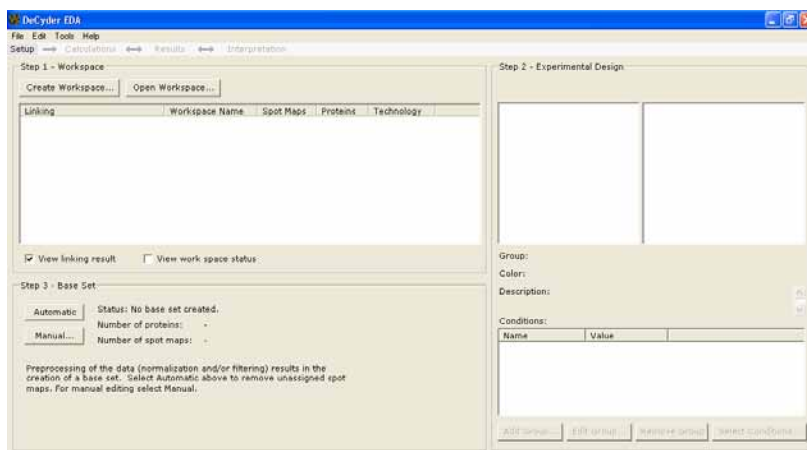 DeCyder EDA
File Edit Tools Help
Setup Calculations Results Interpretation
Step 1 - Workspace
Create Workspace... Open Workspace...
Linking Workspace Name Spot Maps Proteins Technology
View linking result View work space status
Step 3 - Base Set
Automatic Status: No base set created.
Number of proteins: -
Manual... Number of spot maps: -
Preprocessing of the data (normalization and/or filtering) results in the
creation of a base set. Select Automatic above to remove unassigned spot
maps. For manual editing select Manual.
Step 2 - Experimental Design
Group:
Color:
Description:
Conditions:
Name Value
Add Group... Edit Group... Remove Group Select Conditions...